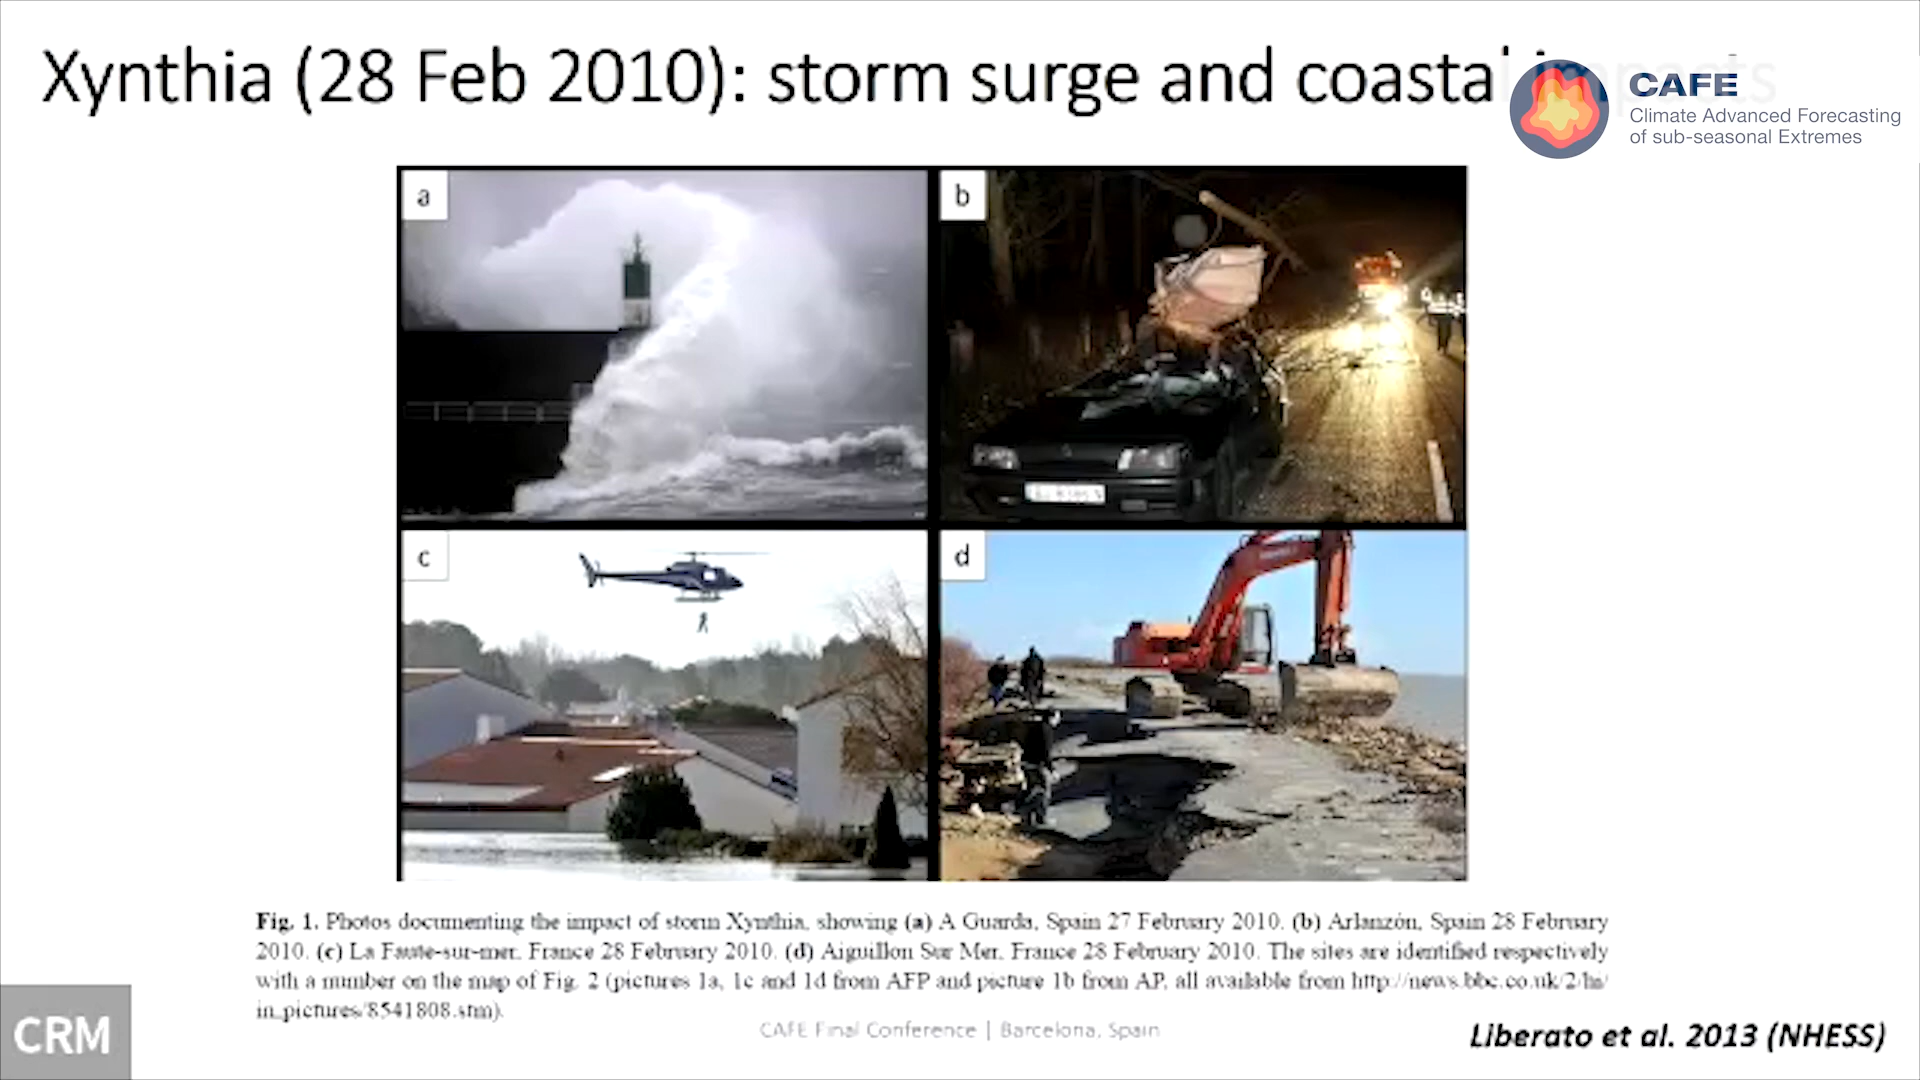 Xynthia (28 Feb 2010): storm surge and coastal impacts
CAFE
Climate Advanced Forecasting
of sub-seasonal Extremes
a
b
c
d
Fig. 1. Photos documenting the impact of storm Xynthia, showing (a) A Guarda, Spain 27 February 2010. (b) Arlanzón, Spain 28 February
2010. (c) La Faute-sur-mer, France 28 February 2010. (d) Aiguillon Sur Mer, France 28 February 2010. The sites are identified respectively
with a number on the map of Fig. 2 (pictures 1a, 1c and 1d from AFP and picture 1b from AP, all available from http://news.bbc.co.uk/2/hi/
in_pictures/8541808.stm).
CAFE Final Conference | Barcelona, Spain
CRM
Liberato et al. 2013 (NHESS)